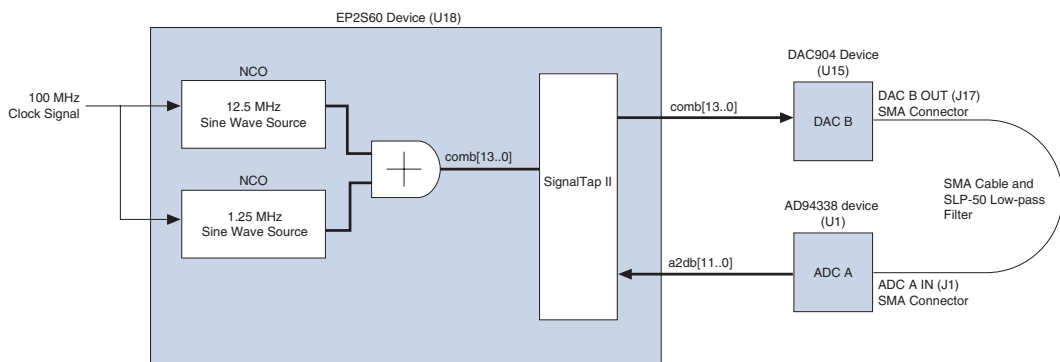 EP2S60 Device (U18)
NCO
12.5 MHz
Sine Wave Source
100 MHz
Clock Signal
NCO
1.25 MHz
Sine Wave Source
comb[13..0]
SignalTap II
comb[13..0]
a2db[11..0]
DAC904 Device
(U15)
DAC B
DAC B OUT (J17)
SMA Connector
SMA Cable and
SLP-50 Low-pass
Filter
AD94338 device
(U1)
ADC A
ADC A IN (J1)
SMA Connector